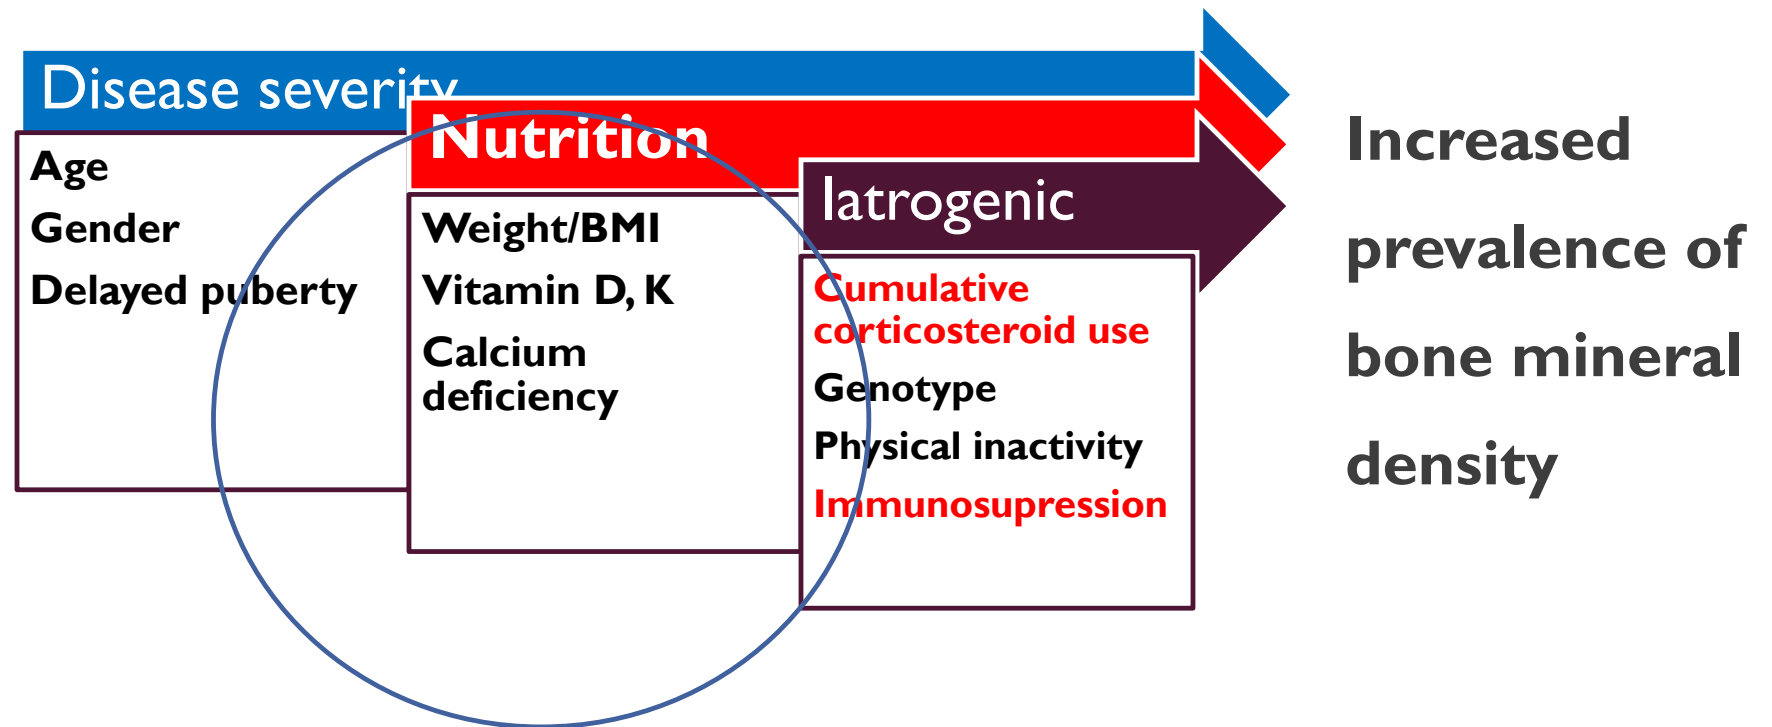 Disease severity
Age
Gender
Delayed puberty
Nutrition
Weight/BMI
Vitamin D, K
Calcium
deficiency
Iatrogenic
Cumulative
corticosteroid use
Genotype
Physical inactivity
Immunosupression
Increased
prevalence of
bone mineral
density